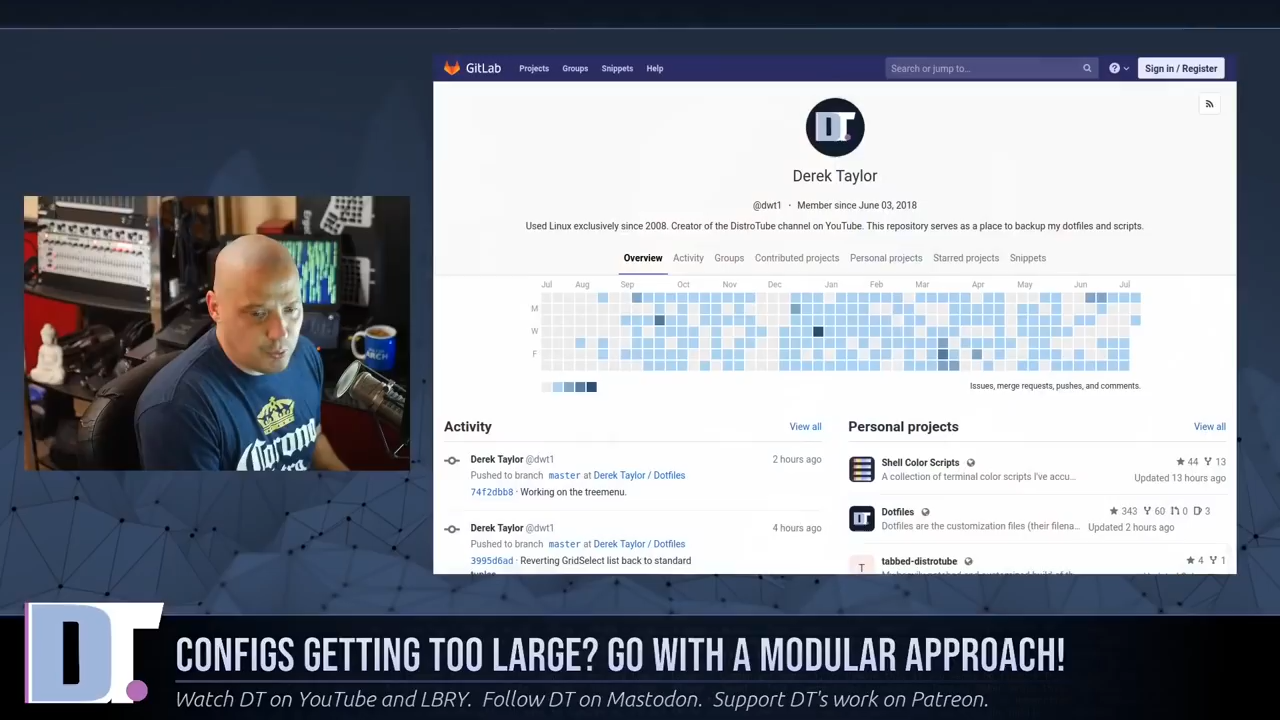 GitLab Projects Groups Snippets Help Search or jump to... Sign in / Register
DT.
Derek Taylor
@dwt1 · Member since June 03, 2018
Used Linux exclusively since 2008. Creator of the DistroTube channel on YouTube. This repository serves as a place to backup my dotfiles and scripts.
Overview Activity Groups Contributed projects Personal projects Starred projects Snippets
Jul Aug Sep Oct Nov Dec Jan Feb Mar Apr May Jun Jul
M
W
F
Issues, merge requests, pushes, and comments.
Activity View all
Derek Taylor @dwt1 2 hours ago
Pushed to branch master at Derek Taylor / Dotfiles
74f2dbb8 · Working on the treemenu.
Derek Taylor @dwt1 4 hours ago
Pushed to branch master at Derek Taylor / Dotfiles
3995d6ad · Reverting GridSelect list back to standard
Personal projects View all
Shell Color Scripts 44 13
A collection of terminal color scripts I've accu... Updated 13 hours ago
DT. Dotfiles 343 60 0 3
Dotfiles are the customization files (their filena... Updated 2 hours ago
T tabbed-distrotube 4 1
Corona
ARCH
DT.
CONFIGS GETTING TOO LARGE? GO WITH A MODULAR APPROACH!
Watch DT on YouTube and LBRY. Follow DT on Mastodon. Support DT's work on Patreon.